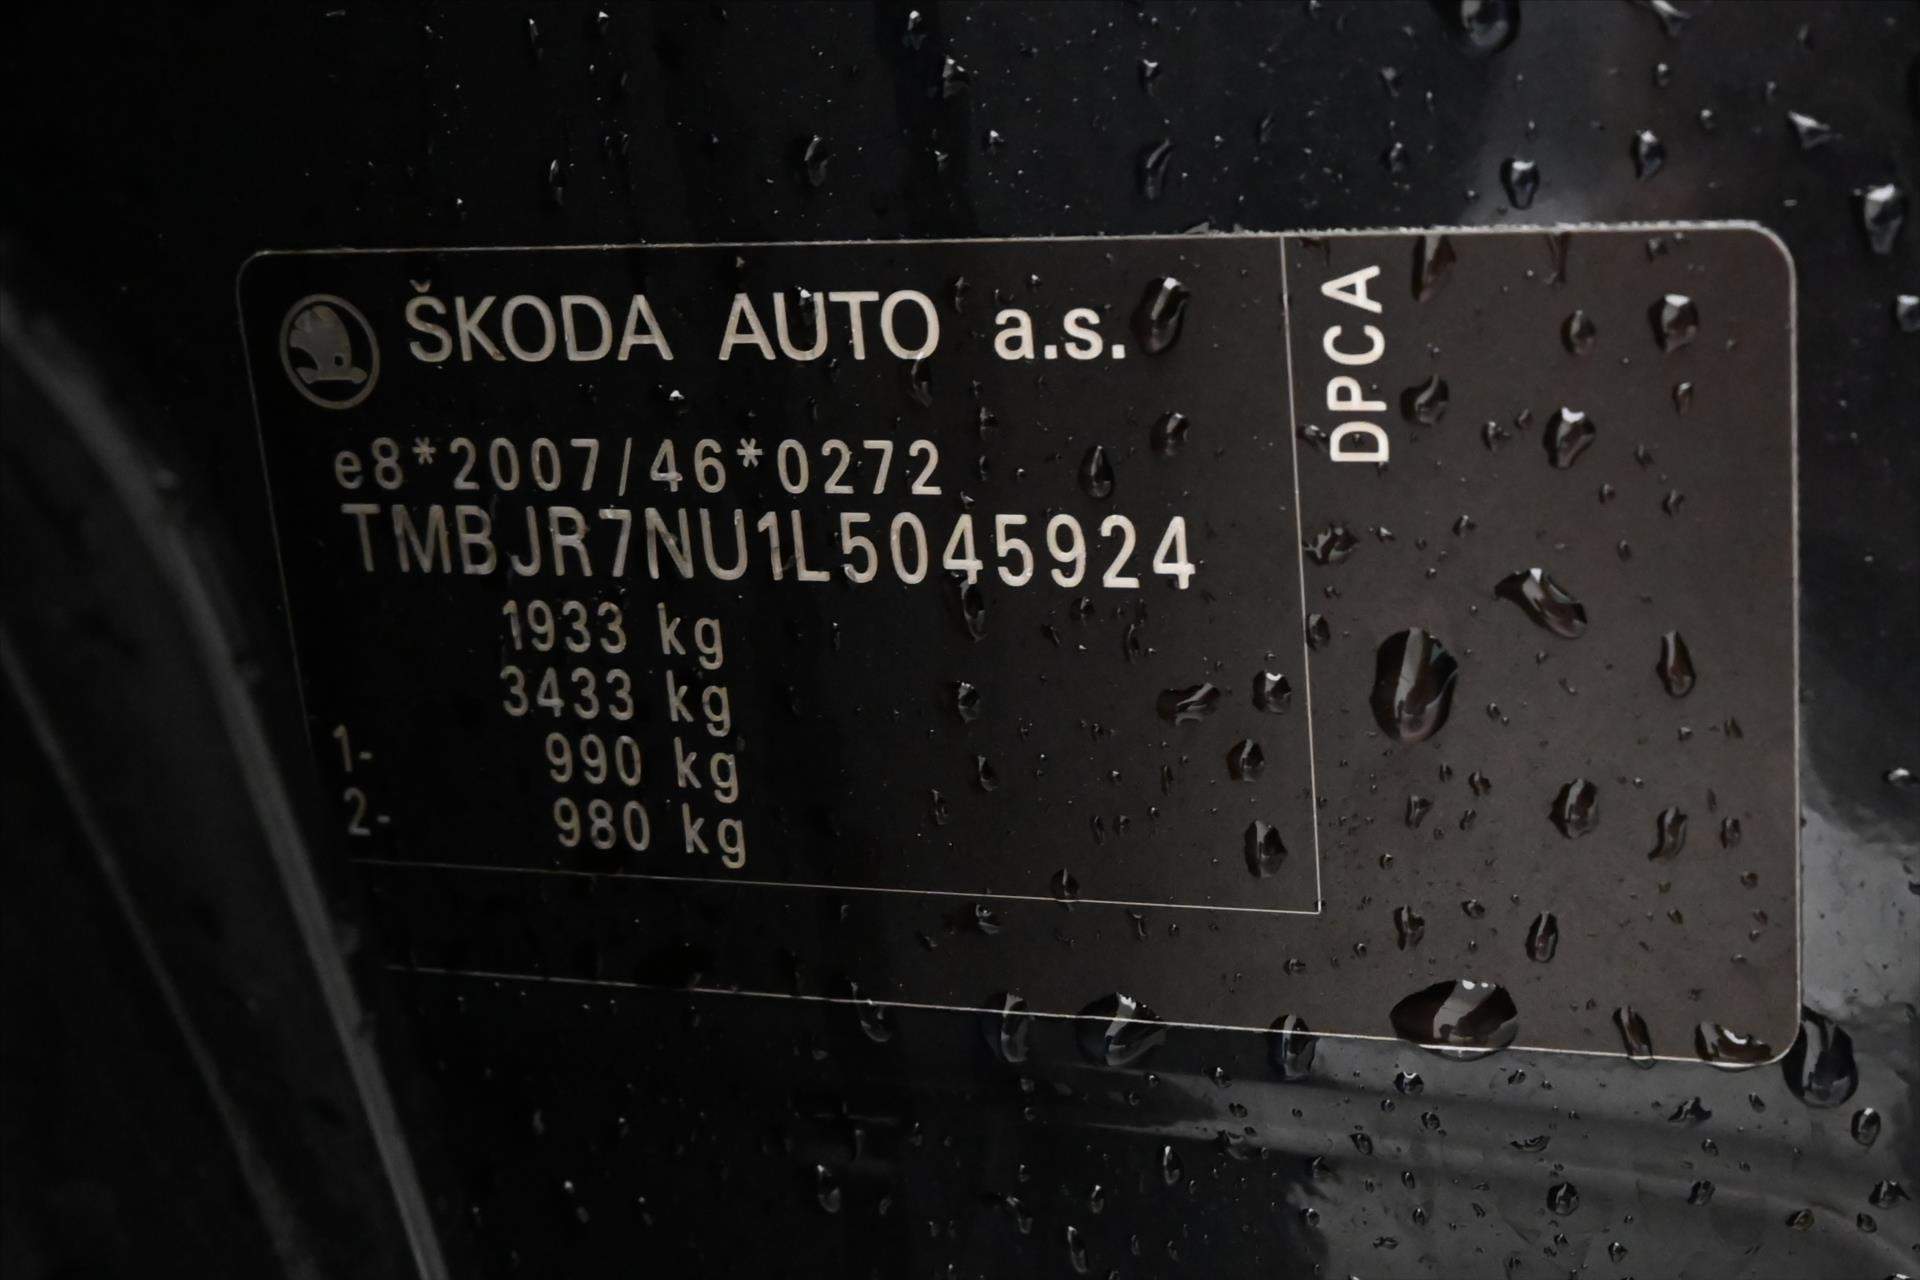 ŠKODA AUTO a.s.
e8*2007/46*0272
TMBJR7NU1L5045924
1933 kg
3433 kg
1- 990 kg
2- 980 kg
DPCA